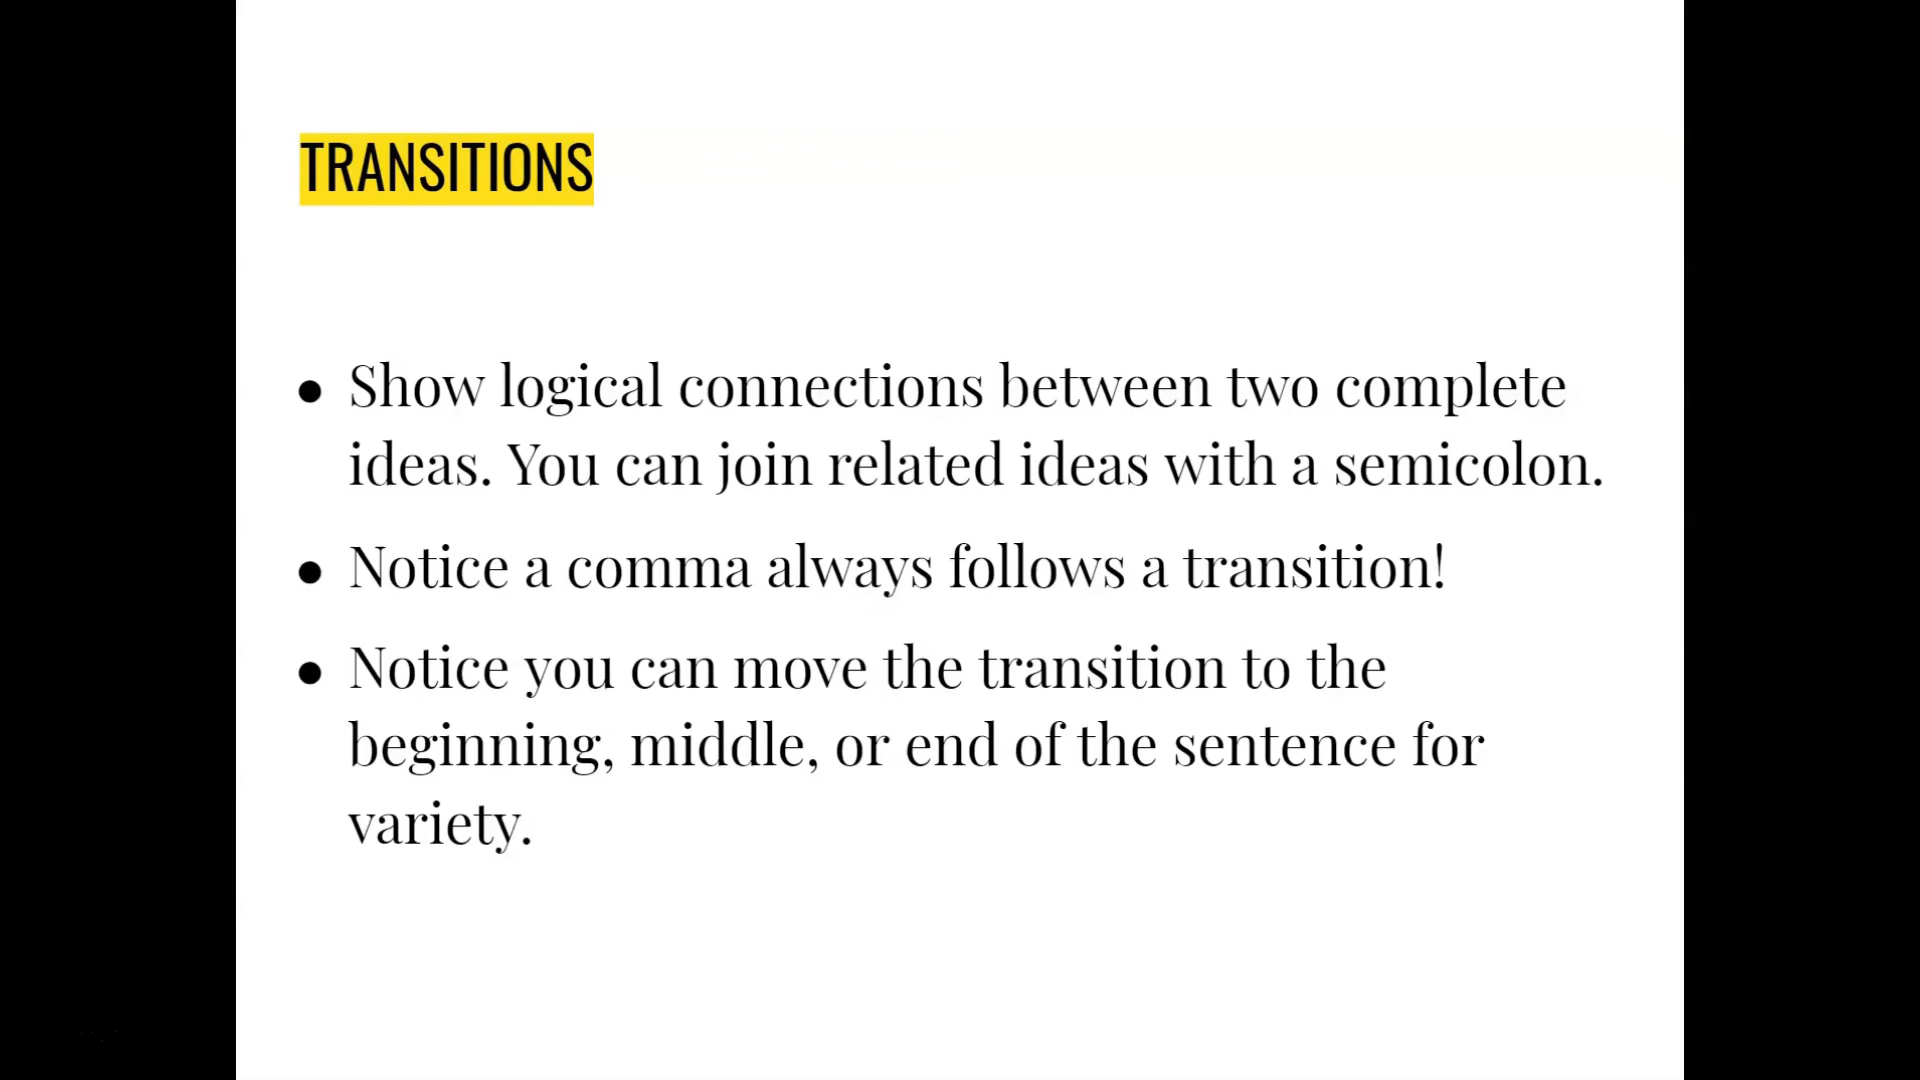 TRANSITIONS
● Show logical connections between two complete
ideas. You can join related ideas with a semicolon.
● Notice a comma always follows a transition!
● Notice you can move the transition to the
beginning, middle, or end of the sentence for
variety.